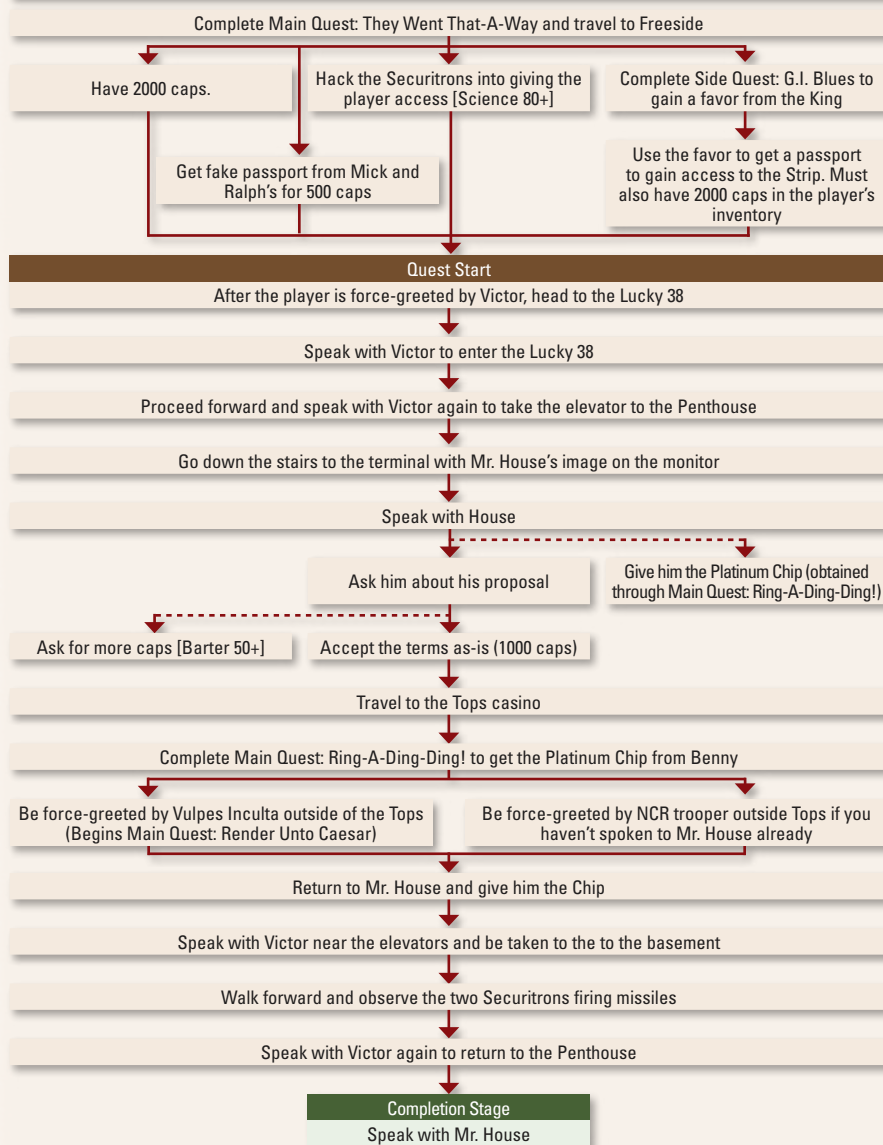 Complete Main Quest: They Went That-A-Way and travel to Freeside
Have 2000 caps.
Hack the Securitrons into giving the
player access [Science 80+]
Complete Side Quest: G.I. Blues to
gain a favor from the King
Get fake passport from Mick and
Ralph's for 500 caps
Use the favor to get a passport
to gain access to the Strip. Must
also have 2000 caps in the player's
inventory
Quest Start
After the player is force-greeted by Victor, head to the Lucky 38
Speak with Victor to enter the Lucky 38
Proceed forward and speak with Victor again to take the elevator to the Penthouse
Go down the stairs to the terminal with Mr. House's image on the monitor
Speak with House
Ask him about his proposal
Give him the Platinum Chip (obtained
through Main Quest: Ring-A-Ding-Ding!)
Ask for more caps [Barter 50+]
Accept the terms as-is (1000 caps)
Travel to the Tops casino
Complete Main Quest: Ring-A-Ding-Ding! to get the Platinum Chip from Benny
Be force-greeted by Vulpes Inculta outside of the Tops
(Begins Main Quest: Render Unto Caesar)
Be force-greeted by NCR trooper outside Tops if you
haven't spoken to Mr. House already
Return to Mr. House and give him the Chip
Speak with Victor near the elevators and be taken to the to the basement
Walk forward and observe the two Securitrons firing missiles
Speak with Victor again to return to the Penthouse
Completion Stage
Speak with Mr. House